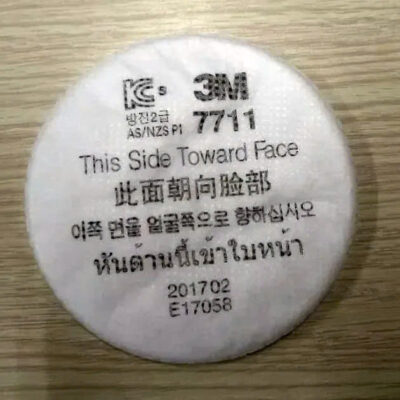 KCs 3M
방진2급 7711
AS/NZS P1
This Side Toward Face
此面朝向脸部
이쪽 면을 얼굴쪽으로 향하십시오
หันด้านนี้เข้าใบหน้า
201702
E17058